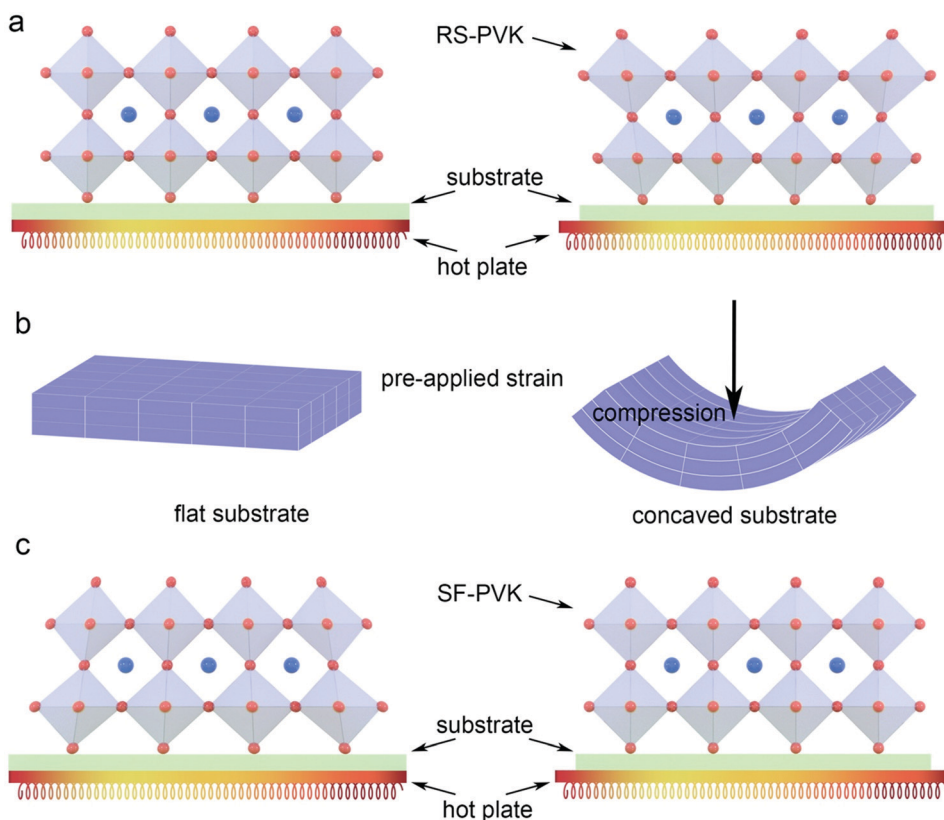 a
RS-PVK
substrate
hot plate
b
pre-applied strain
compression
flat substrate
concaved substrate
c
SF-PVK
substrate
hot plate